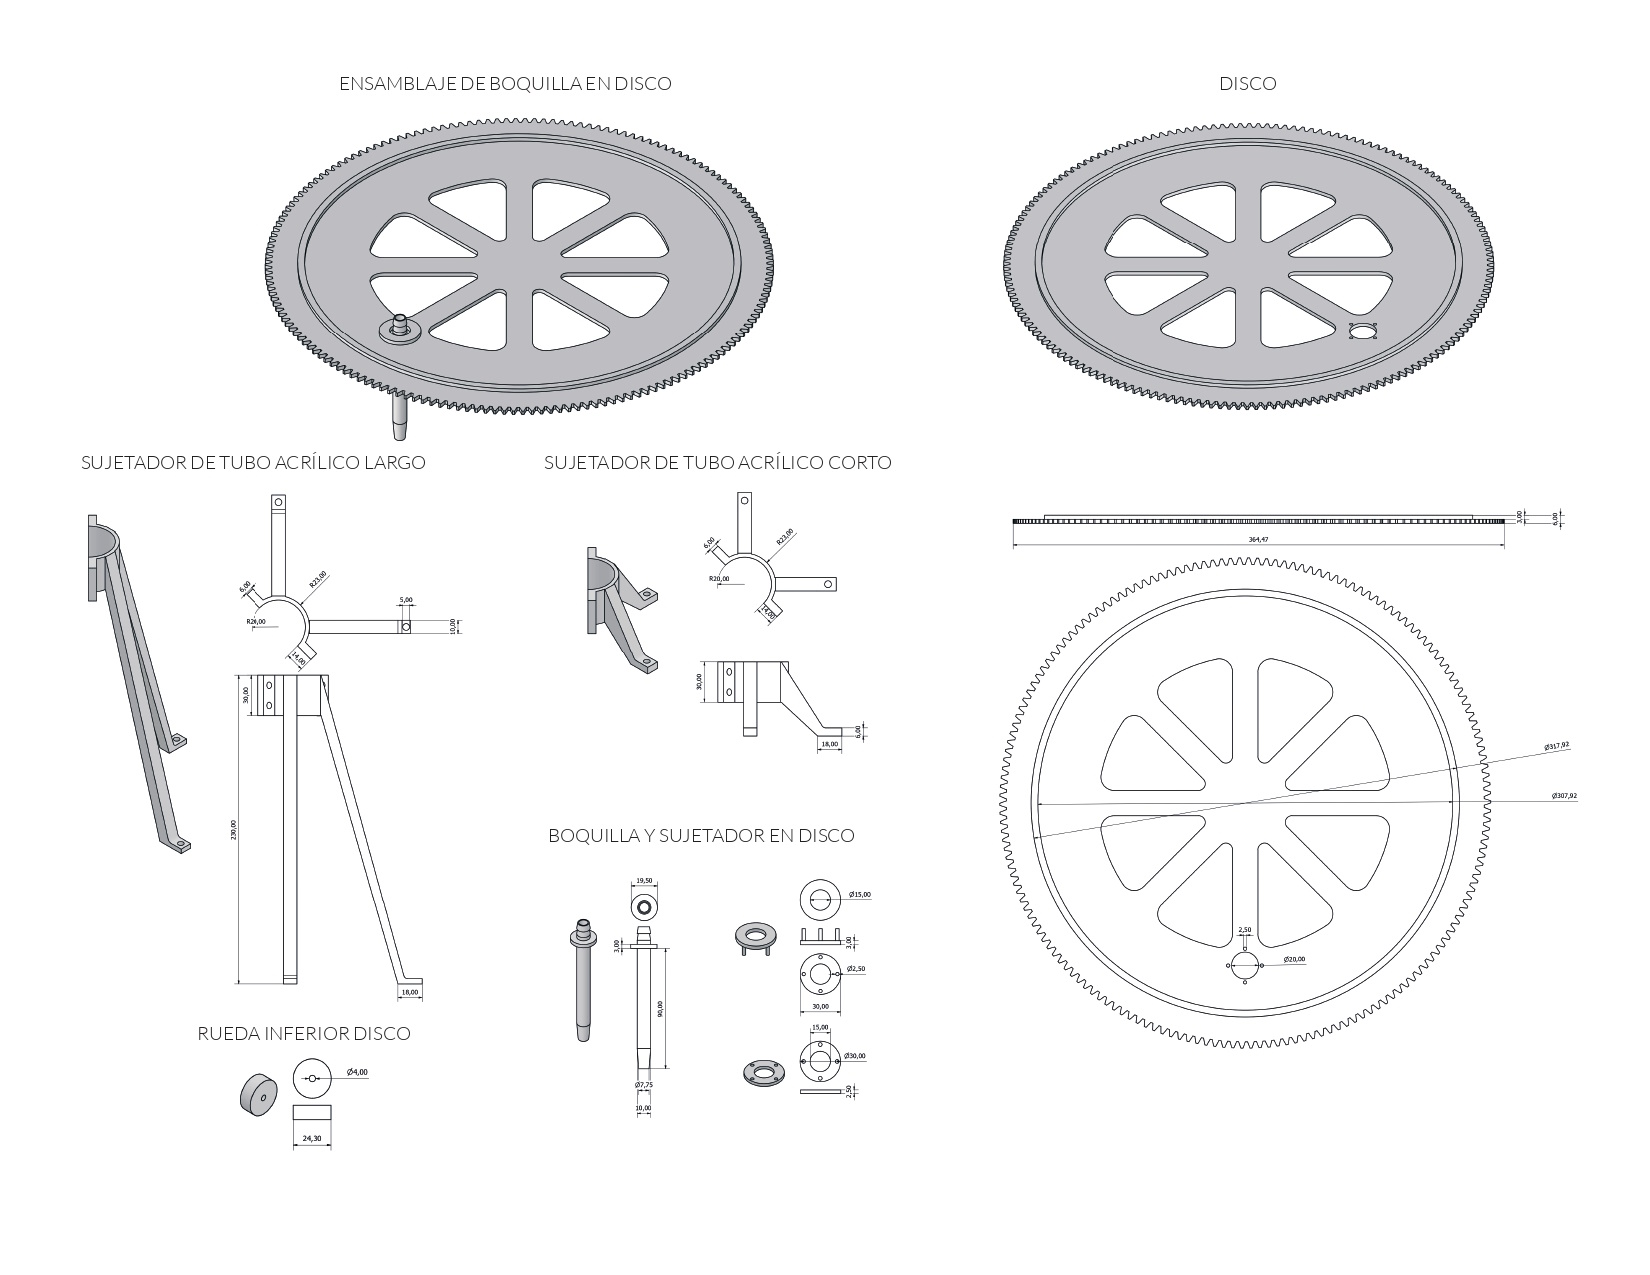 ENSAMBLAJE DE BOQUILLA EN DISCO
DISCO
SUJETADOR DE TUBO ACRÍLICO LARGO
SUJETADOR DE TUBO ACRÍLICO CORTO
6,00
R23,00
R20,00
14,00
5,00
10,00
30,00
230,00
18,00
6,00
R23,00
R20,00
14,00
30,00
6,00
18,00
3,00
6,00
364,47
Ø317,92
Ø307,92
2,50
Ø20,00
BOQUILLA Y SUJETADOR EN DISCO
19,50
3,00
90,00
Ø7,75
10,00
Ø15,00
3,00
Ø2,50
30,00
15,00
Ø30,00
2,50
RUEDA INFERIOR DISCO
Ø4,00
24,30